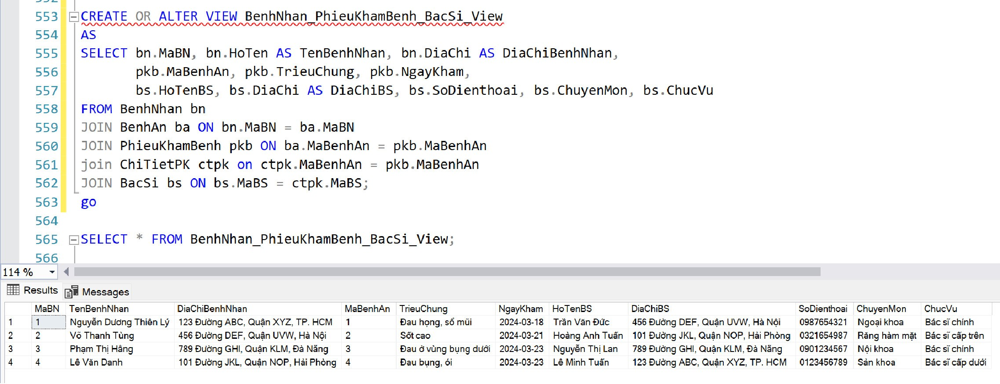 553 CREATE OR ALTER VIEW BenhNhan_PhieuKhamBenh_BacSi_View
554 AS
555 SELECT bn.MaBN, bn.HoTen AS TenBenhNhan, bn.DiaChi AS DiaChiBenhNhan,
556 pkb.MaBenhAn, pkb.TrieuChung, pkb.NgayKham,
557 bs.HoTenBS, bs.DiaChi AS DiaChiBS, bs.SoDienthoai, bs.ChuyenMon, bs.ChucVu
558 FROM BenhNhan bn
559 JOIN BenhAn ba ON bn.MaBN = ba.MaBN
560 JOIN PhieuKhamBenh pkb ON ba.MaBenhAn = pkb.MaBenhAn
561 join ChiTietPK ctpk on ctpk.MaBenhAn = pkb.MaBenhAn
562 JOIN BacSi bs ON bs.MaBS = ctpk.MaBS;
563 go
564
565 SELECT * FROM BenhNhan_PhieuKhamBenh_BacSi_View;
566
114 %
Results Messages
MaBN TenBenhNhan DiaChiBenhNhan MaBenhAn TrieuChung NgayKham HoTenBS DiaChiBS SoDienthoai ChuyenMon ChucVu
1 1 Nguyễn Dương Thiên Lý 123 Đường ABC, Quận XYZ, TP. HCM 1 Đau họng, sổ mũi 2024-03-18 Trần Văn Đức 456 Đường DEF, Quận UVW, Hà Nội 0987654321 Ngoại khoa Bác sĩ chính
2 2 Võ Thanh Tùng 456 Đường DEF, Quận UVW, Hà Nội 2 Sốt cao 2024-03-21 Hoàng Anh Tuấn 101 Đường JKL, Quận NOP, Hải Phòng 0321654987 Răng hàm mặt Bác sĩ cấp trên
3 3 Phạm Thị Hằng 789 Đường GHI, Quận KLM, Đà Nẵng 3 Đau ở vùng bụng dưới 2024-03-23 Nguyễn Thị Lan 789 Đường GHI, Quận KLM, Đà Nẵng 0901234567 Nội khoa Bác sĩ chính
4 4 Lê Văn Danh 101 Đường JKL, Quận NOP, Hải Phòng 4 Đau bụng, ói 2024-03-23 Lê Minh Tuấn 123 Đường ABC, Quận XYZ, TP. HCM 0123456789 Sản khoa Bác sĩ cấp dưới